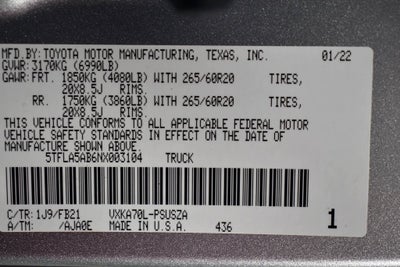 MFD.BY: TOYOTA MOTOR MANUFACTURING, TEXAS, INC. 01/22
GVWR: 3170KG (6990LB)
GAWR: FRT. 1850KG (4080LB) WITH 265/60R20 TIRES,
20X8.5J RIMS.
RR. 1750KG (3860LB) WITH 265/60R20 TIRES,
20X8.5J RIMS.
THIS VEHICLE CONFORMS TO ALL APPLICABLE FEDERAL MOTOR
VEHICLE SAFETY STANDARDS IN EFFECT ON THE DATE OF
MANUFACTURE SHOWN ABOVE.
5TFLA5AB6NX003104 TRUCK
C/TR: 1J9/FB21 VXKA70L-PSUSZA
A/TM: /AJA0E MADE IN U.S.A. 436 1